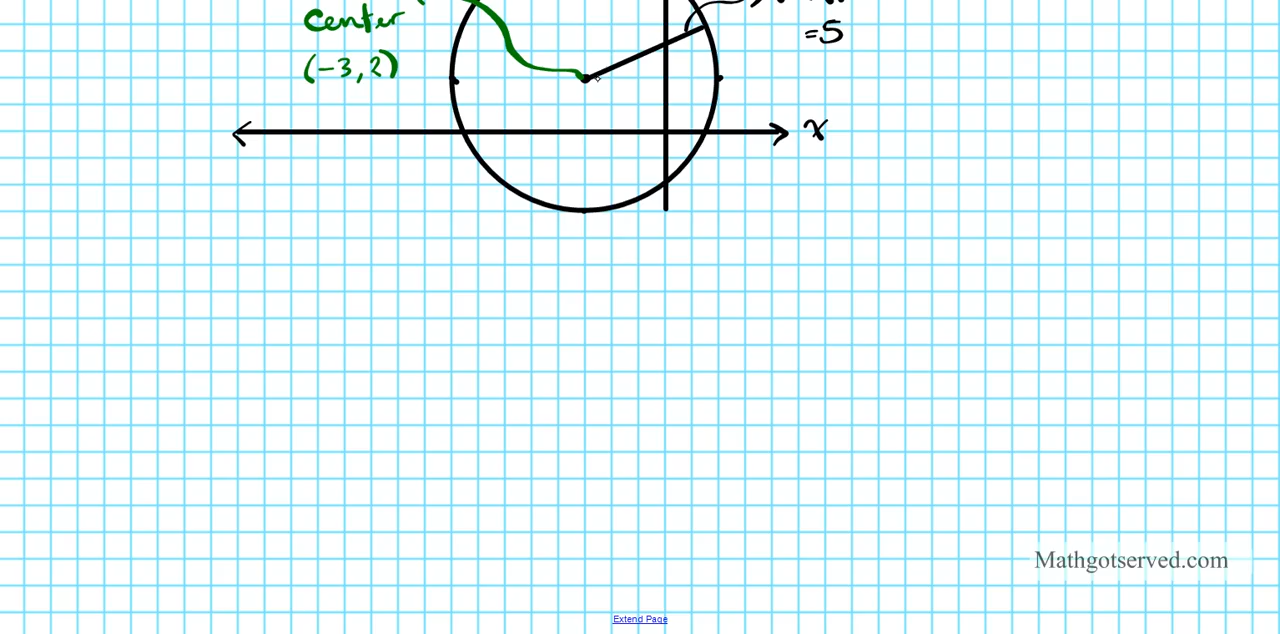 Center
(-3,2)
=5
x
Mathgotserved.com
Extend Page